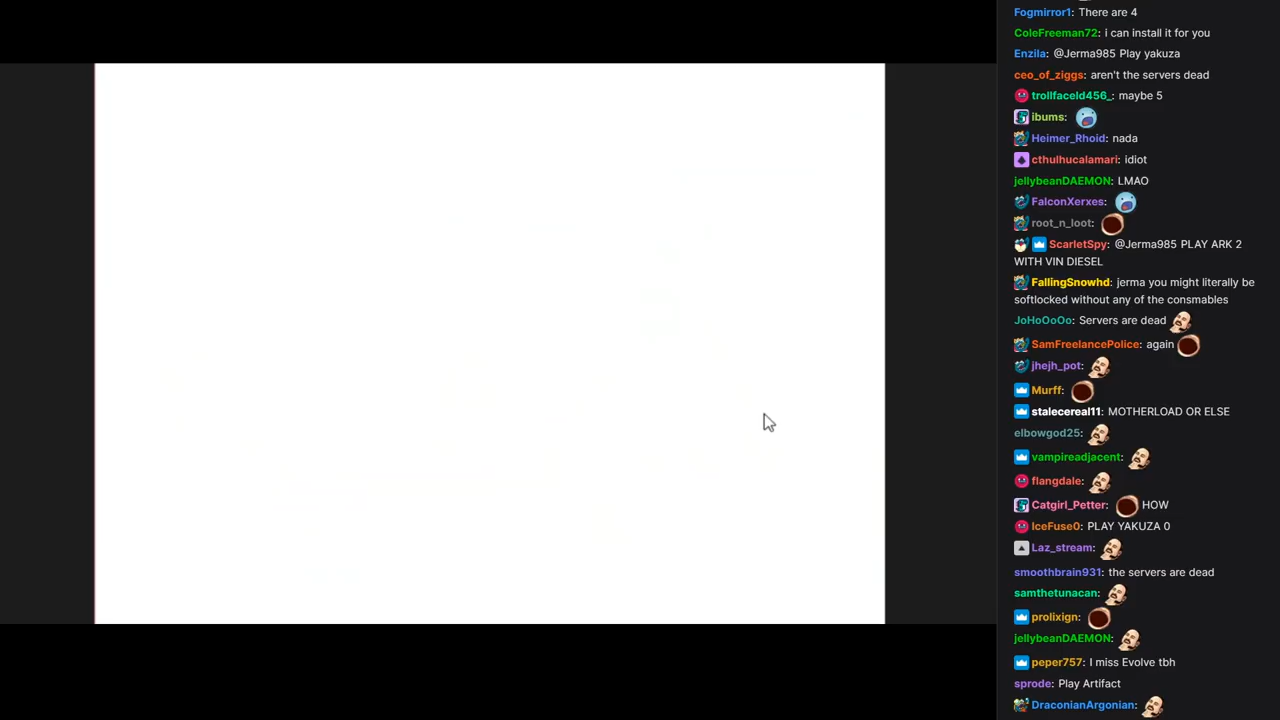 Fogmirror1: There are 4
ColeFreeman72: i can install it for you
Enzila: @Jerma985 Play yakuza
ceo_of_ziggs: aren't the servers dead
trollfaceld456_: maybe 5
ibums:
Heimer_Rhoid: nada
cthulhucalamari: idiot
jellybeanDAEMON: LMAO
FalconXerxes:
root_n_loot:
ScarletSpy: @Jerma985 PLAY ARK 2
WITH VIN DIESEL
FallingSnowhd: jerma you might literally be
softlocked without any of the consmables
JoHoOoOo: Servers are dead
SamFreelancePolice: again
jhejh_pot:
Murff:
stalecereal11: MOTHERLOAD OR ELSE
elbowgod25:
vampireadjacent:
flangdale:
Catgirl_Petter: HOW
IceFuse0: PLAY YAKUZA 0
Laz_stream:
smoothbrain931: the servers are dead
samthetunacan:
prolixign:
jellybeanDAEMON:
peper757: I miss Evolve tbh
sprode: Play Artifact
DraconianArgonian: